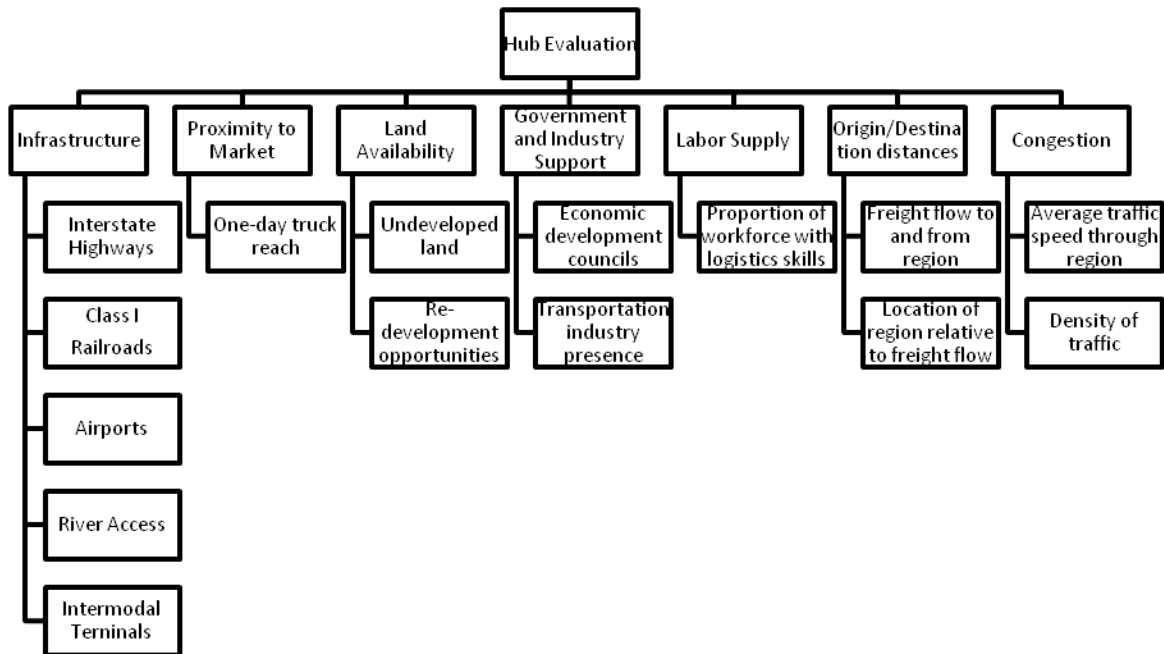 Hub Evaluation
Infrastructure
Proximity to
Market
Land
Availability
Government
and Industry
Support
Labor Supply
Origin/Destina
tion distances
Congestion
Interstate
Highways
One-day truck
reach
Undeveloped
land
Economic
development
councils
Proportion of
workforce with
logistics skills
Freight flow to
and from
region
Average traffic
speed through
region
Class I
Railroads
Re-
development
opportunities
Transportation
industry
presence
Location of
region relative
to freight flow
Density of
traffic
Airports
River Access
Intermodal
Terninals